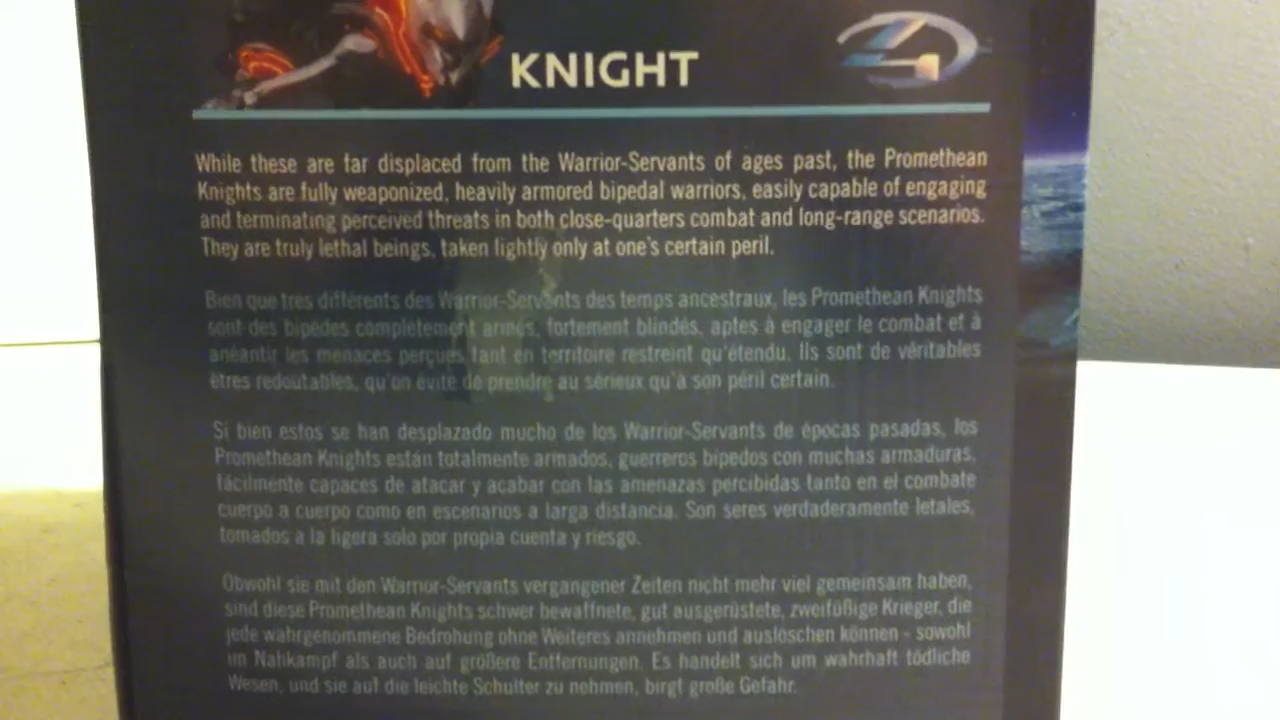 KNIGHT
4
While these are far displaced from the Warrior-Servants of ages past, the Promethean
Knights are fully weaponized, heavily armored bipedal warriors, easily capable of engaging
and terminating perceived threats in both close-quarters combat and long-range scenarios.
They are truly lethal beings, taken lightly only at one's certain peril.
Bien que très différents des Warrior-Servants des temps ancestraux, les Promethean Knights
sont des bipèdes complètement armés, fortement blindés, aptes à engager le combat et à
anéantir les menaces perçues tant en territoire restreint qu'étendu. Ils sont de véritables
êtres redoutables, qu'on évite de prendre au sérieux qu'à son péril certain.
Si bien estos se han desplazado mucho de los Warrior-Servants de épocas pasadas, los
Promethean Knights están totalmente armados, guerreros bípedos con muchas armaduras,
fácilmente capaces de atacar y acabar con las amenazas percibidas tanto en el combate
cuerpo a cuerpo como en escenarios a larga distancia. Son seres verdaderamente letales,
tomados a la ligera solo por propia cuenta y riesgo.
Obwohl sie mit den Warrior-Servants vergangener Zeiten nicht mehr viel gemeinsam haben,
sind diese Promethean Knights schwer bewaffnete, gut ausgerüstete, zweifüßige Krieger, die
jede wahrgenommene Bedrohung ohne Weiteres annehmen und auslöschen können - sowohl
im Nahkampf als auch auf größere Entfernungen. Es handelt sich um wahrhaft tödliche
Wesen, und sie auf die leichte Schulter zu nehmen, birgt große Gefahr.